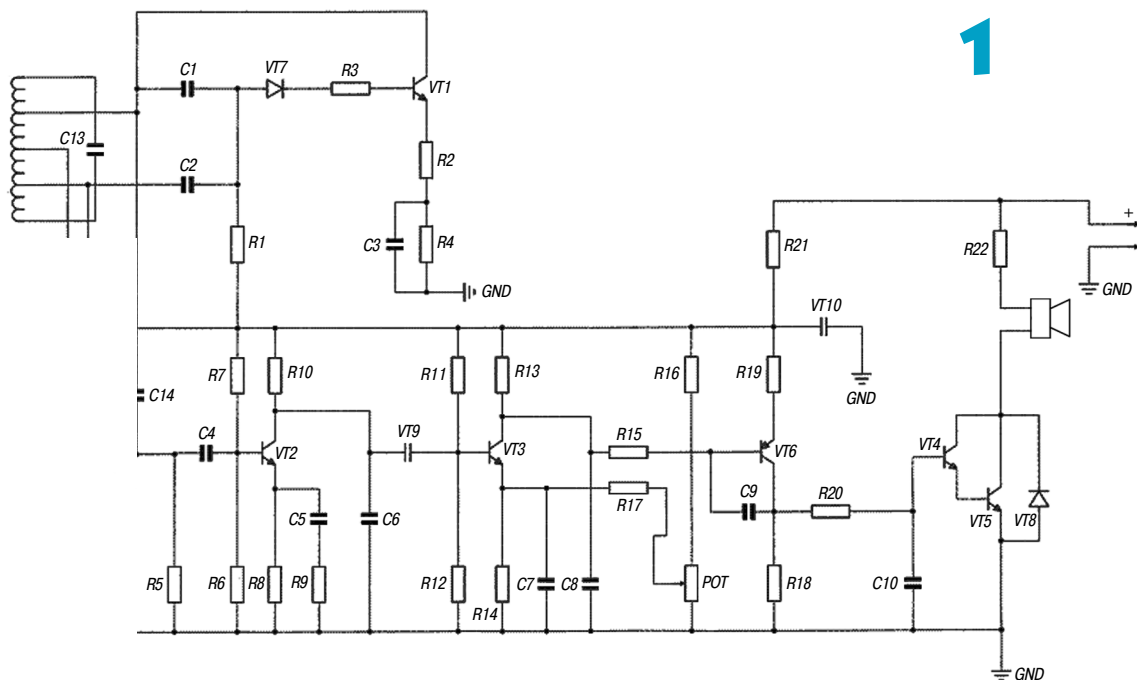 1
C1
VT7
R3
VT1
C13
C2
R2
R1
C3
R4
GND
R21
R22
+
GND
VT10
R7
R10
R11
R13
R16
R19
GND
C14
C4
VT2
VT9
VT3
R15
VT6
VT4
C5
C6
R17
C9
R20
VT5
VT8
R5
R6
R8
R9
R12
R14
C7
C8
POT
R18
C10
GND